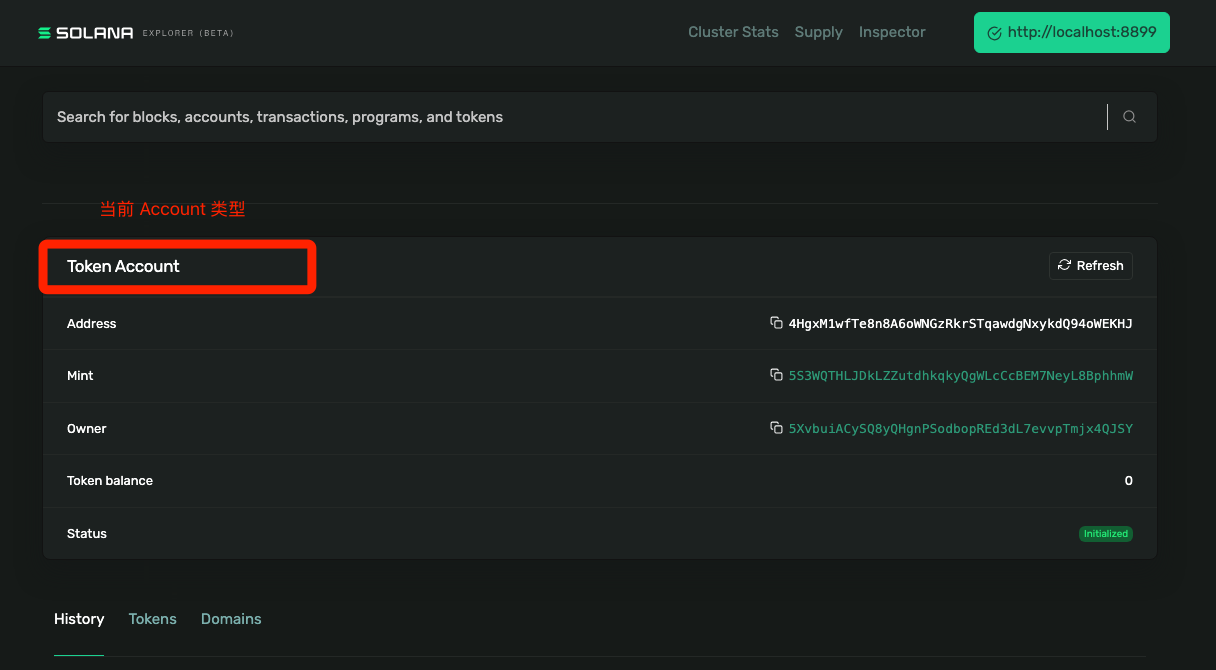 SOLANA EXPLORER (BETA) Cluster Stats Supply Inspector http://localhost:8899
Search for blocks, accounts, transactions, programs, and tokens
当前 Account 类型
Token Account Refresh
Address 4HgxM1wfTe8n8A6oWNGzRkrSTqawdgNxykdQ94oWEKHJ
Mint 5S3WQTHLJDkLZZutdhkqkyQgWLcCcBEM7NeyL8BphhmW
Owner 5XvbuiACySQ8yQHgnPSodbopREd3dL7evvpTmjx4QJSY
Token balance 0
Status Initialized
History Tokens Domains